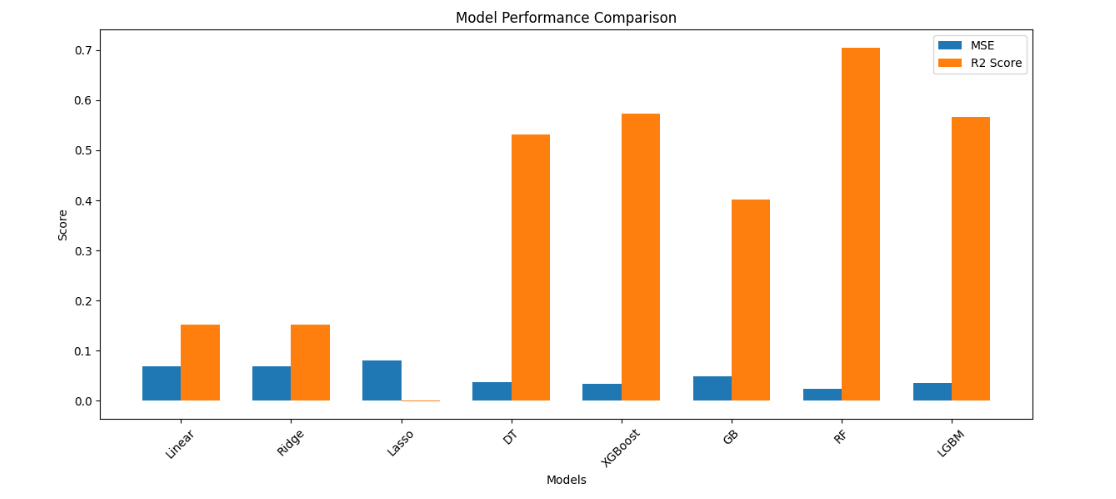 Model Performance Comparison
MSE
R2 Score
0.7
0.6
0.5
0.4
0.3
0.2
0.1
0.0
Score
Linear
Ridge
Lasso
DT
XGBoost
GB
RF
LGBM
Models